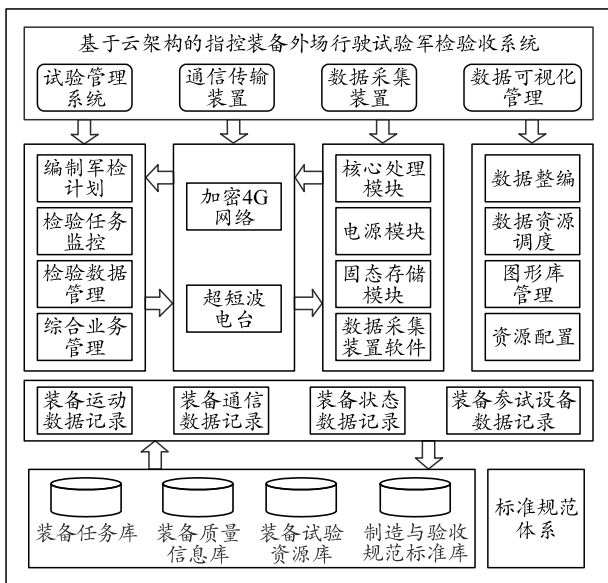 基于云架构的指控装备外场行驶试验军检验收系统
试验管理
系统
通信传输
装置
数据采集
装置
数据可视化
管理
编制军检
计划
检验任务
监控
检验数据
管理
综合业务
管理
加密4G
网络
超短波
电台
核心处理
模块
电源模块
固态存储
模块
数据采集
装置软件
数据整编
数据资源
调度
图形库
管理
资源配置
装备运动
数据记录
装备通信
数据记录
装备状态
数据记录
装备参试设备
数据记录
装备任务库
装备质量
信息库
装备试验
资源库
制造与验收
规范标准库
标准规范
体系